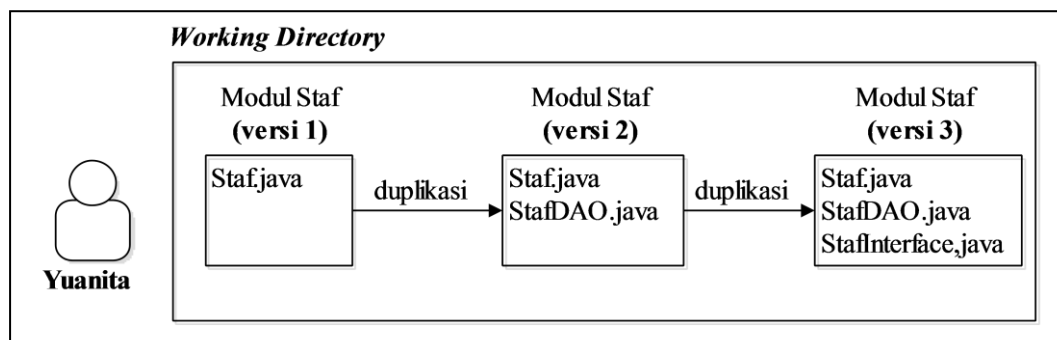 Working Directory
Modul Staf
(versi 1)
Staf.java
duplikasi
Modul Staf
(versi 2)
Staf.java
StafDAO.java
duplikasi
Modul Staf
(versi 3)
Staf.java
StafDAO.java
StafInterface,java
Yuanita